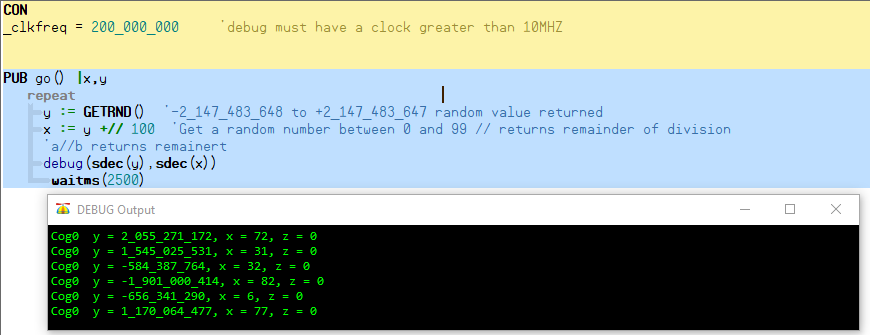 CON
_clkfreq = 200_000_000 'debug must have a clock greater than 10MHZ
PUB go() |x,y
repeat
y := GETRND() '-2_147_483_648 to +2_147_483_647 random value returned
x := y +// 100 'Get a random number between 0 and 99 // returns remainder of division
'a//b returns remainert
debug(sdec(y),sdec(x))
waitms(2500)
DEBUG Output
Cog0 y = 2_055_271_172, x = 72, z = 0
Cog0 y = 1_545_025_531, x = 31, z = 0
Cog0 y = -584_387_764, x = 32, z = 0
Cog0 y = -1_901_000_414, x = 82, z = 0
Cog0 y = -656_341_290, x = 6, z = 0
Cog0 y = 1_170_064_477, x = 77, z = 0